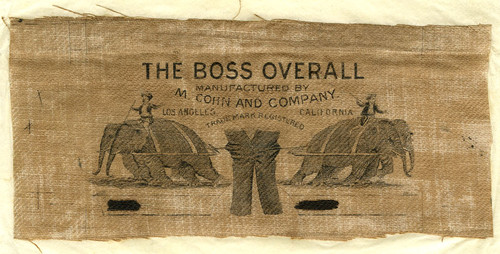 THE BOSS OVERALL
MANUFACTURED BY
M. COHN AND COMPANY.
LOS ANGELES CALIFORNIA
TRADE MARK REGISTERED